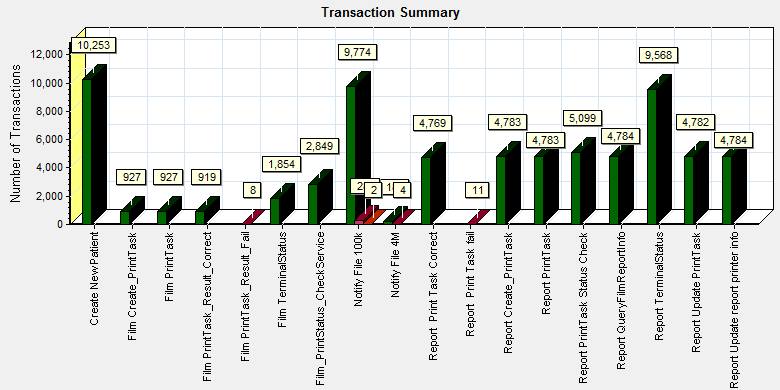 Transaction Summary
Number of Transactions
12,000
10,000
8,000
6,000
4,000
2,000
0
10,253
927
927
919
8
1,854
2,849
9,774
2
4
4,769
11
4,783
4,783
5,099
4,784
9,568
4,782
4,784
Create NewPatient
Film Create_PrintTask
Film PrintTask
Film PrintTask_Result_Correct
Film PrintTask_Result_Fail
Film TerminalStatus
Film_PrintStatus_CheckService
Notify File 100k
Notify File 4M
Report Print Task Correct
Report Print Task fail
Report Create_PrintTask
Report PrintTask
Report PrintTask Status Check
Report QueryFilmReportInfo
Report TerminalStatus
Report Update PrintTask
Report Update report printer info